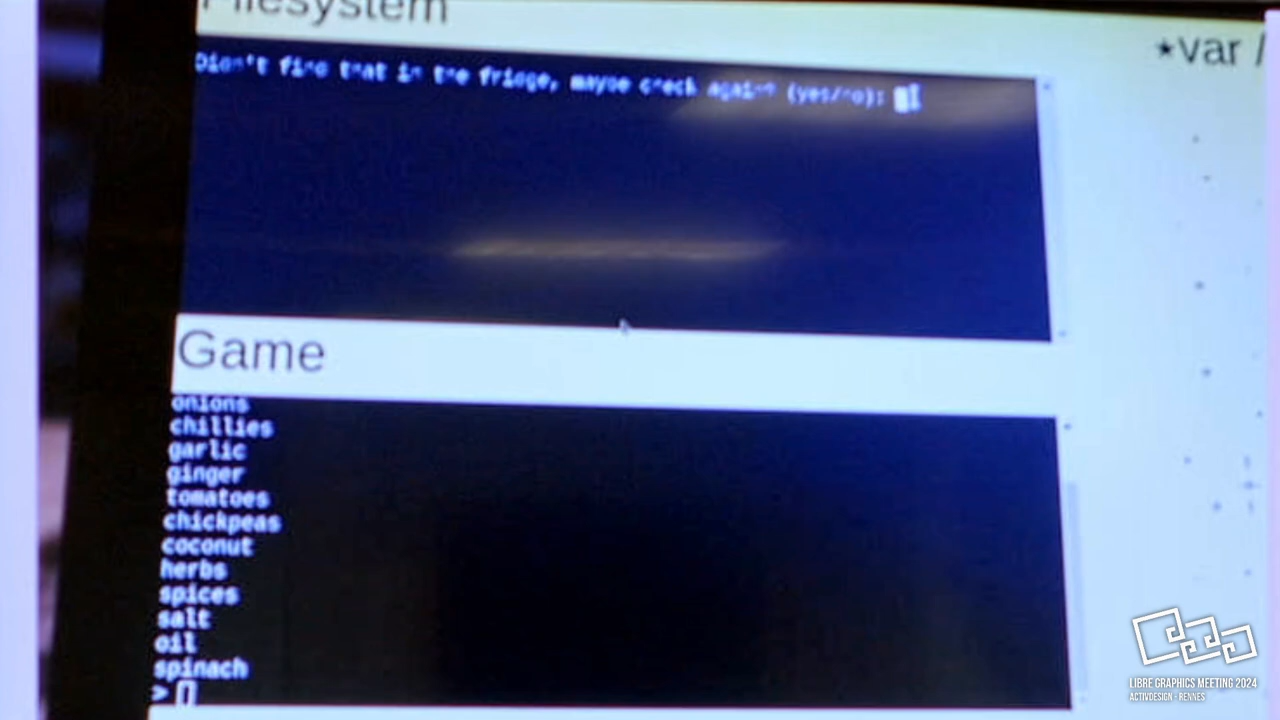 Filesystem
*var /
Didn't find that in the fridge, maybe check again? (yes/no):
Game
onions
chillies
garlic
ginger
tomatoes
chickpeas
coconut
herbs
spices
salt
oil
spinach
>
LIBRE GRAPHICS MEETING 2024
ACTIVDESIGN - RENNES